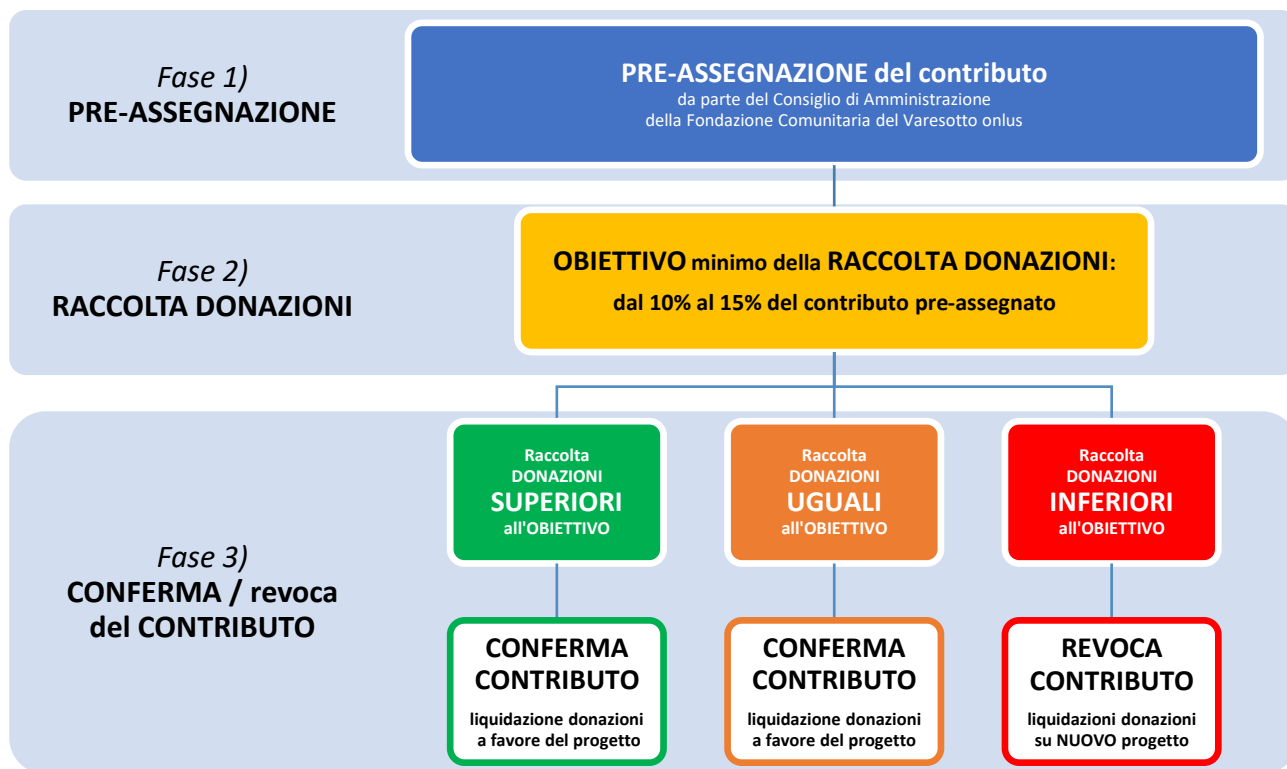 Fase 1)
PRE-ASSEGNAZIONE
PRE-ASSEGNAZIONE del contributo
da parte del Consiglio di Amministrazione
della Fondazione Comunitaria del Varesotto onlus
Fase 2)
RACCOLTA DONAZIONI
OBIETTIVO minimo della RACCOLTA DONAZIONI:
dal 10% al 15% del contributo pre-assegnato
Fase 3)
CONFERMA / revoca
del CONTRIBUTO
Raccolta
DONAZIONI
SUPERIORI
all'OBIETTIVO
Raccolta
DONAZIONI
UGUALI
all'OBIETTIVO
Raccolta
DONAZIONI
INFERIORI
all'OBIETTIVO
CONFERMA
CONTRIBUTO
liquidazione donazioni
a favore del progetto
CONFERMA
CONTRIBUTO
liquidazione donazioni
a favore del progetto
REVOCA
CONTRIBUTO
liquidazioni donazioni
su NUOVO progetto